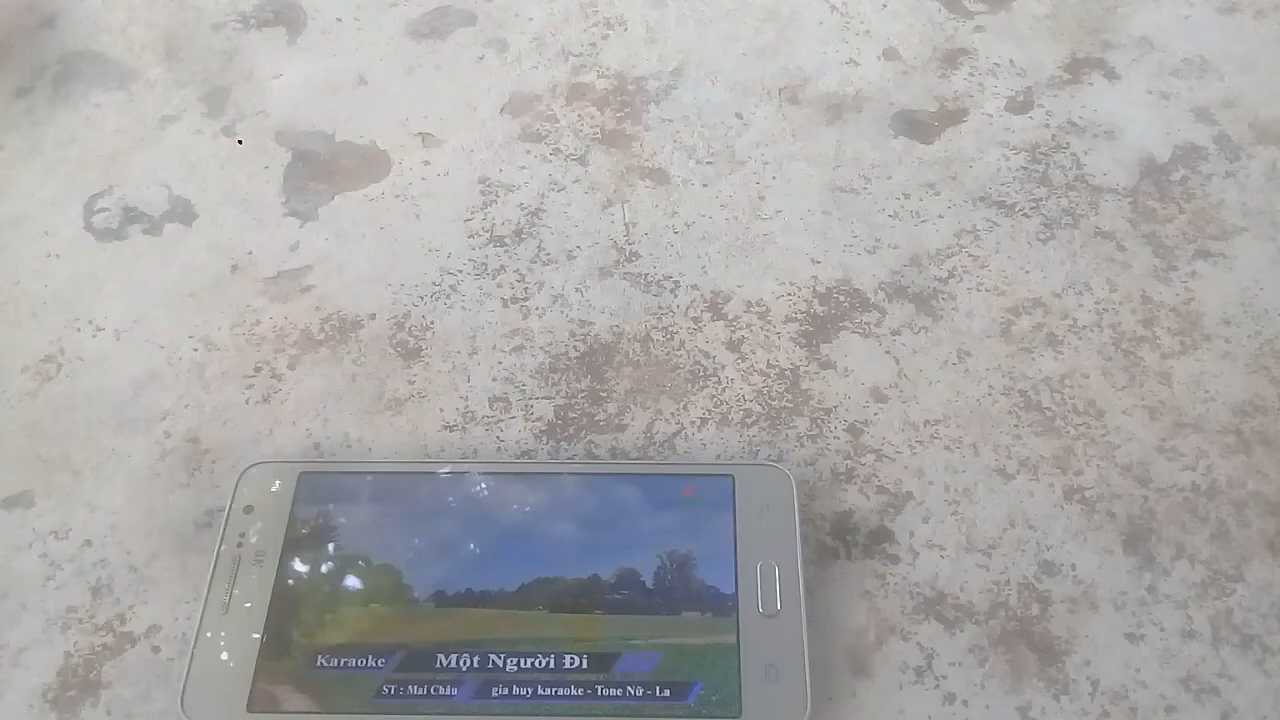 Karaoke Một Người Đi
ST : Mai Châu gia huy karaoke - Tone Nữ - La